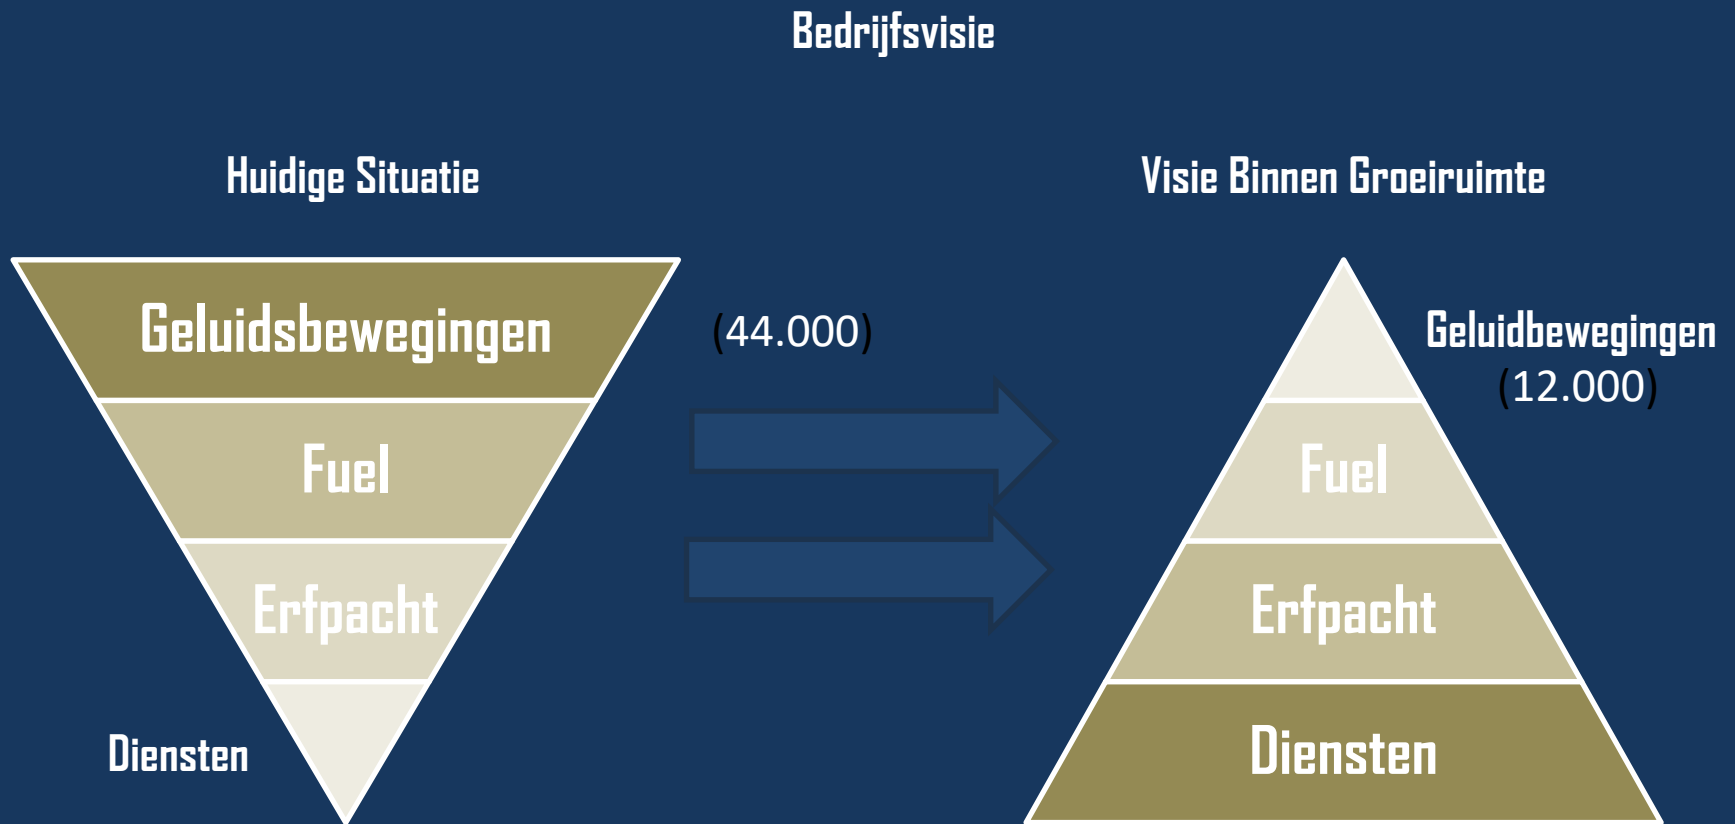 Bedrijfsvisie
Huidige Situatie
Geluidsbewegingen
(44.000)
Fuel
Erfpacht
Diensten
Visie Binnen Groeiruimte
Geluidbewegingen
(12.000)
Fuel
Erfpacht
Diensten